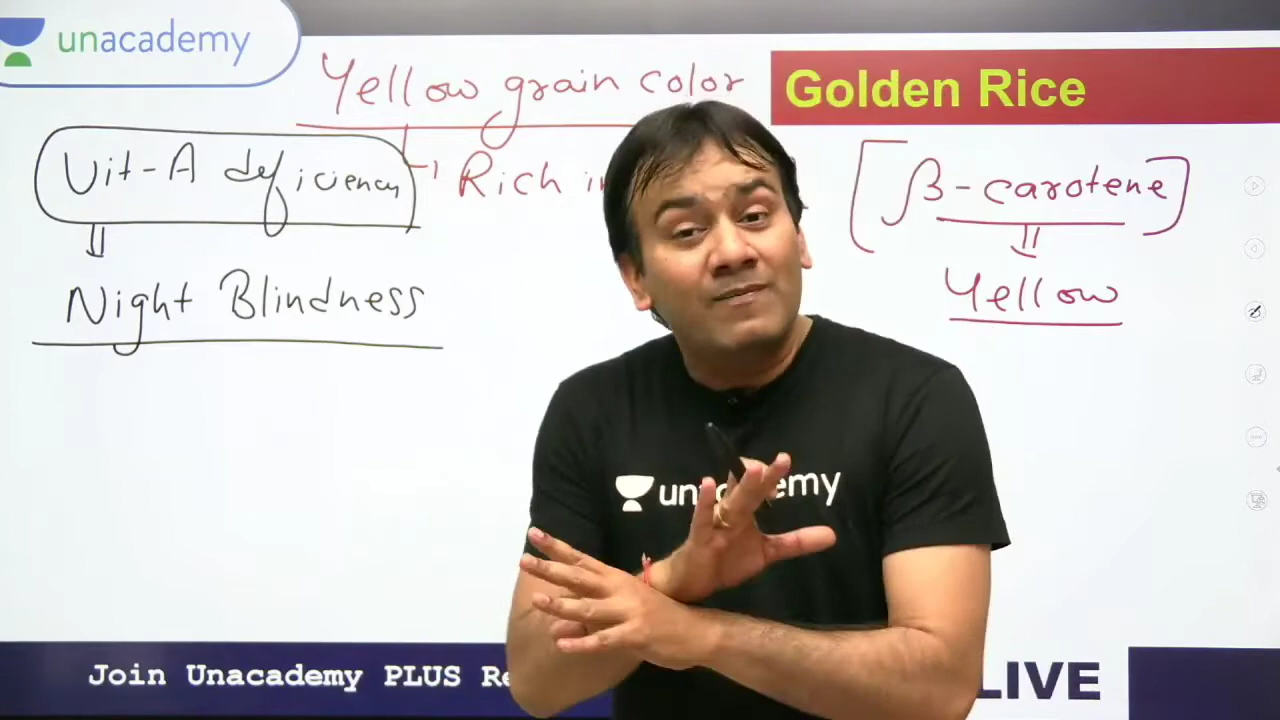 unacademy
Yellow grain color
Golden Rice
Vit-A deficiency
Rich in
[β-carotene]
Yellow
Night Blindness
unacademy
Join Unacademy PLUS
LIVE